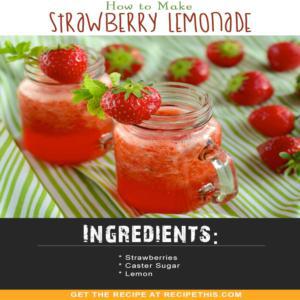 How to Make
STRAWBERRY LEMONADE
INGREDIENTS:
* Strawberries
* Caster Sugar
* Lemon
GET THE RECIPE AT RECIPETHIS.COM